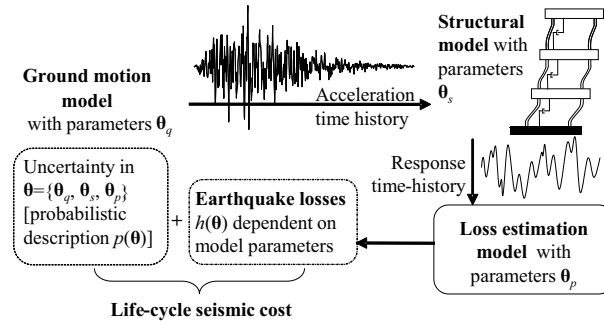 Ground motion
model
with parameters θq
Acceleration
time history
Structural
model with
parameters
θs
Response
time-history
Uncertainty in
θ={θq, θs, θp}
[probabilistic
description p(θ)]
+
Earthquake losses
h(θ) dependent on
model parameters
Loss estimation
model with
parameters θp
Life-cycle seismic cost